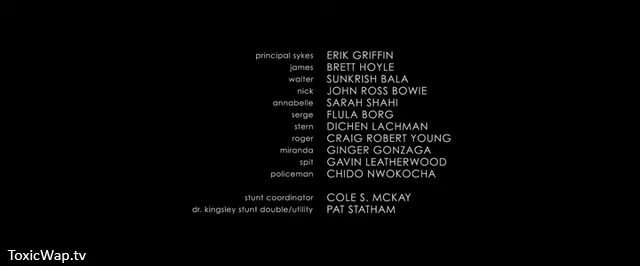 principal sykes ERIK GRIFFIN
james BRETT HOYLE
walter SUNKRISH BALA
nick JOHN ROSS BOWIE
annabelle SARAH SHAHI
serge FLULA BORG
stern DICHEN LACHMAN
roger CRAIG ROBERT YOUNG
miranda GINGER GONZAGA
spit GAVIN LEATHERWOOD
policeman CHIDO NWOKOCHA
stunt coordinator COLE S. MCKAY
dr. kingsley stunt double/utility PAT STATHAM
ToxicWap.tv